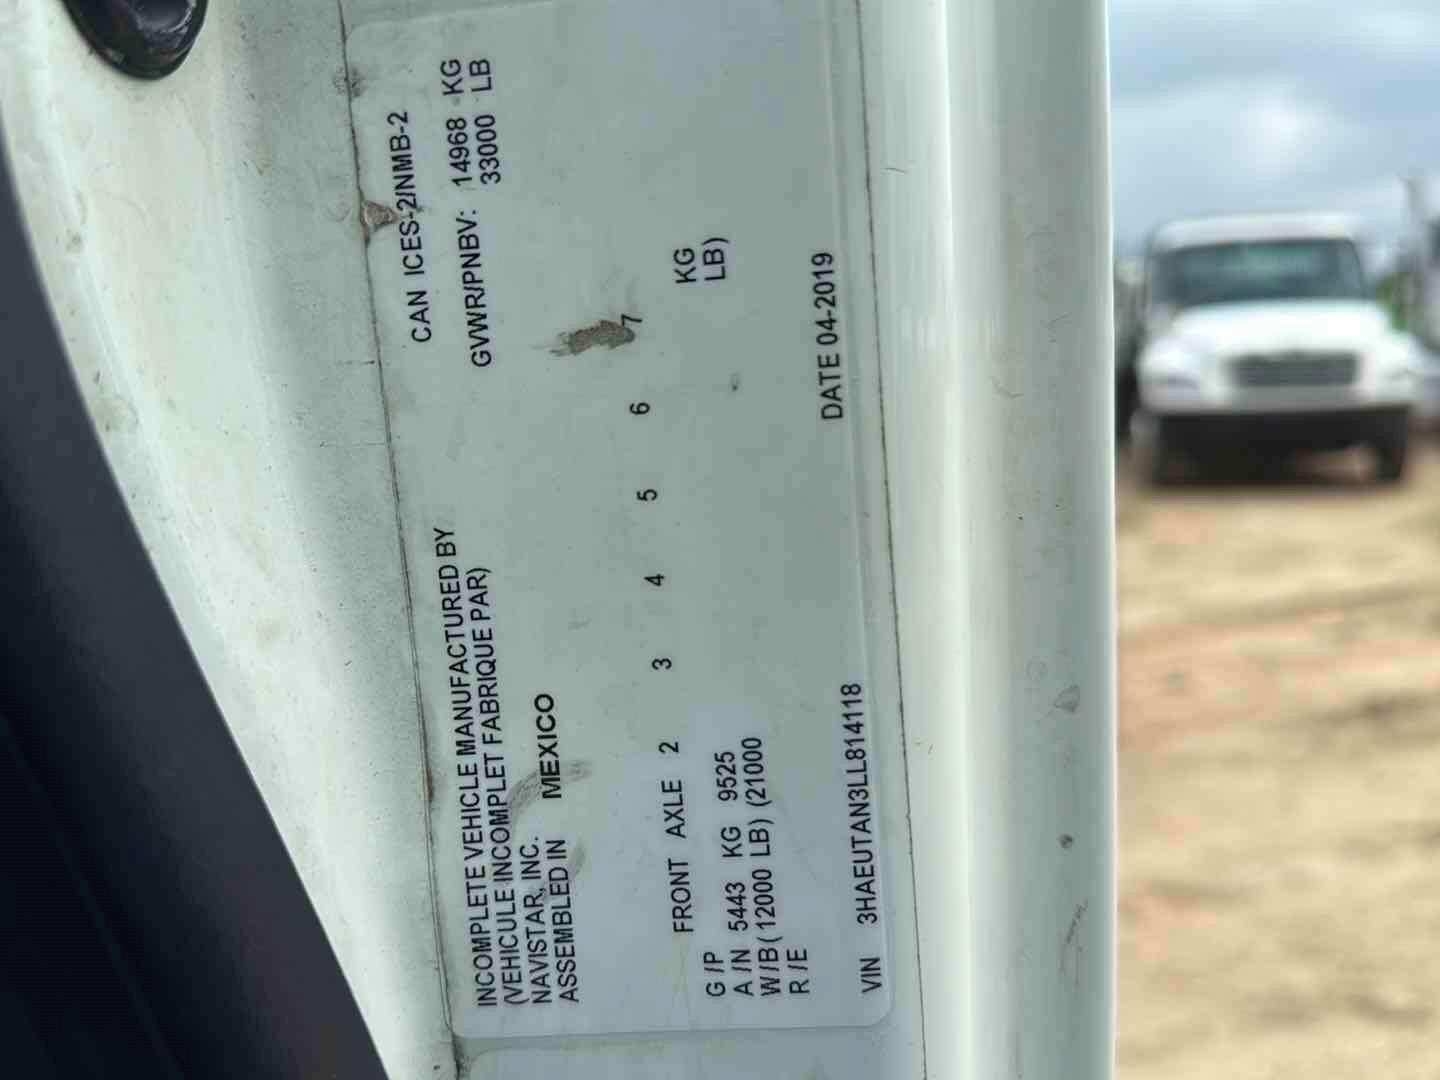 CAN ICES-2/NMB-2
INCOMPLETE VEHICLE MANUFACTURED BY
(VEHICULE INCOMPLET FABRIQUE PAR)
NAVISTAR, INC.
ASSEMBLED IN MEXICO
GVWR/PNBV: 14968 KG
33000 LB
FRONT AXLE 2 3 4 5 6 7
G/P
A/N 5443 KG 9525 KG
W/B (12000 LB) (21000 LB)
R/E
DATE 04-2019
VIN 3HAEUTAN3LL814118